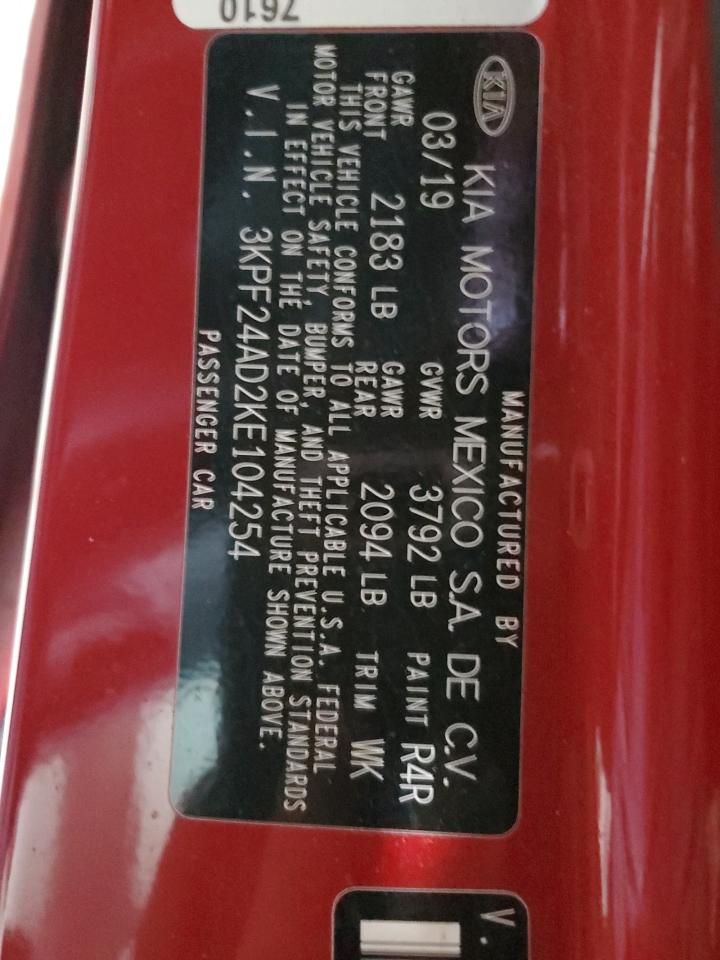 7610
KIA
MANUFACTURED BY
KIA MOTORS MEXICO S.A. DE C.V.
03/19 GVWR 3792 LB PAINT R4R
GAWR FRONT 2183 LB GAWR REAR 2094 LB TRIM WK
THIS VEHICLE CONFORMS TO ALL APPLICABLE U.S.A. FEDERAL
MOTOR VEHICLE SAFETY, BUMPER, AND THEFT PREVENTION STANDARDS
IN EFFECT ON THE DATE OF MANUFACTURE SHOWN ABOVE.
V.I.N. 3KPF24AD2KE104254
PASSENGER CAR
V.